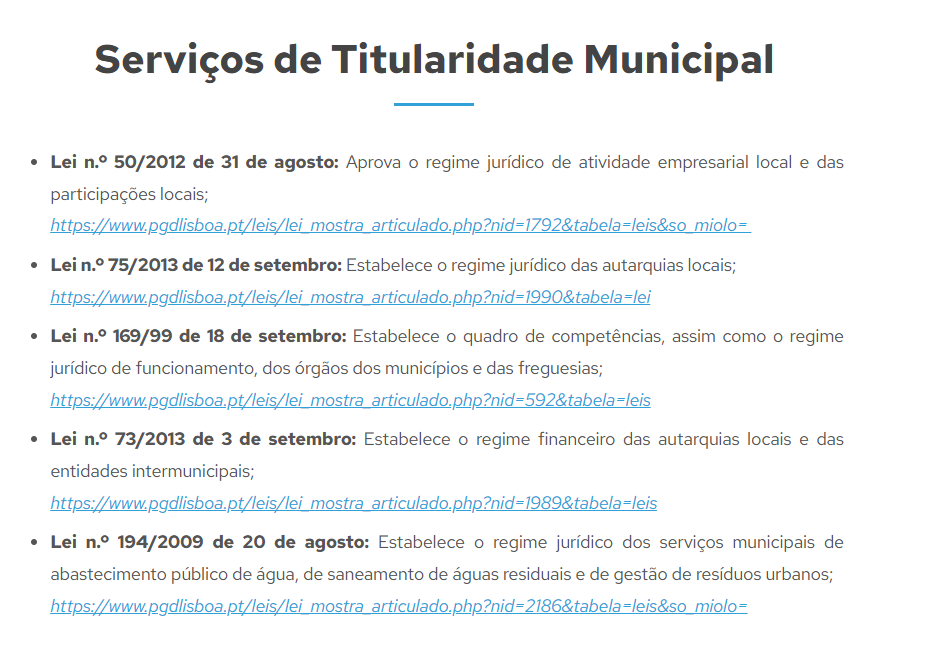 Serviços de Titularidade Municipal
• Lei n.º 50/2012 de 31 de agosto: Aprova o regime jurídico de atividade empresarial local e das
participações locais;
https://www.pgdlisboa.pt/leis/lei_mostra_articulado.php?nid=1792&tabela=leis&so_miolo=
• Lei n.º 75/2013 de 12 de setembro: Estabelece o regime jurídico das autarquias locais;
https://www.pgdlisboa.pt/leis/lei_mostra_articulado.php?nid=1990&tabela=lei
• Lei n.º 169/99 de 18 de setembro: Estabelece o quadro de competências, assim como o regime
jurídico de funcionamento, dos órgãos dos municípios e das freguesias;
https://www.pgdlisboa.pt/leis/lei_mostra_articulado.php?nid=592&tabela=leis
• Lei n.º 73/2013 de 3 de setembro: Estabelece o regime financeiro das autarquias locais e das
entidades intermunicipais;
https://www.pgdlisboa.pt/leis/lei_mostra_articulado.php?nid=1989&tabela=leis
• Lei n.º 194/2009 de 20 de agosto: Estabelece o regime jurídico dos serviços municipais de
abastecimento público de água, de saneamento de águas residuais e de gestão de resíduos urbanos;
https://www.pgdlisboa.pt/leis/lei_mostra_articulado.php?nid=2186&tabela=leis&so_miolo=